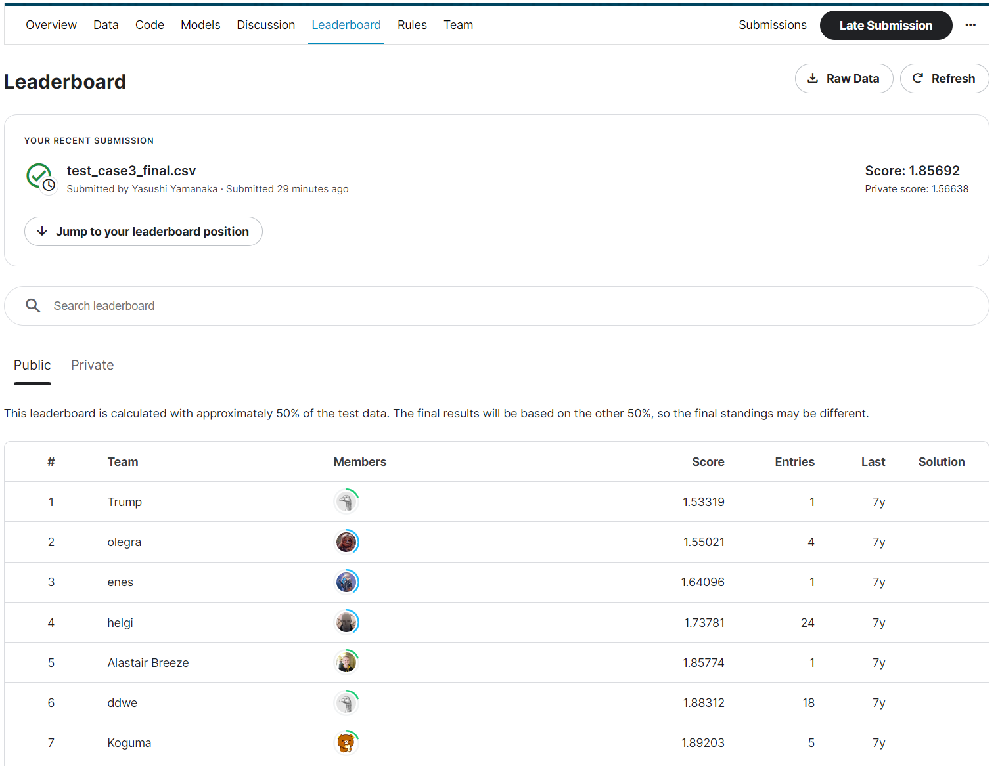 Overview Data Code Models Discussion Leaderboard Rules Team Submissions Late Submission ...
Leaderboard Raw Data Refresh
YOUR RECENT SUBMISSION
test_case3_final.csv Score: 1.85692
Submitted by Yasushi Yamanaka · Submitted 29 minutes ago Private score: 1.56638
Jump to your leaderboard position
Search leaderboard
Public Private
This leaderboard is calculated with approximately 50% of the test data. The final results will be based on the other 50%, so the final standings may be different.
# Team Members Score Entries Last Solution
1 Trump 1.53319 1 7y
2 olegra 1.55021 4 7y
3 enes 1.64096 1 7y
4 helgi 1.73781 24 7y
5 Alastair Breeze 1.85774 1 7y
6 ddwe 1.88312 18 7y
7 Koguma 1.89203 5 7y